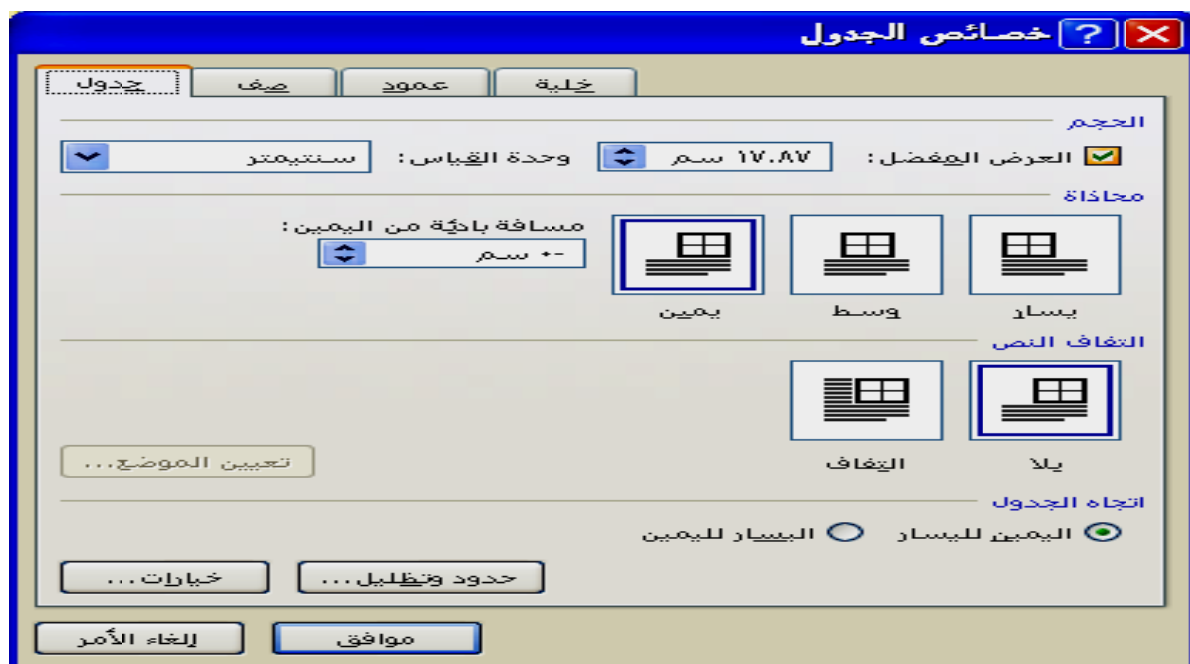 خصائص الجدول
جدول صف عمود خلية
الحجم
العرض المفضل: ١٧.٨٧ سم وحدة القياس: سنتيمتر
محاذاة
مسافة بادئة من اليمين:
-٠ سم
يسار وسط يمين
التفاف النص
بلا التفاف
تعيين الموضع...
اتجاه الجدول
اليمين لليسار اليسار لليمين
حدود وتظليل... خيارات...
موافق إلغاء الأمر